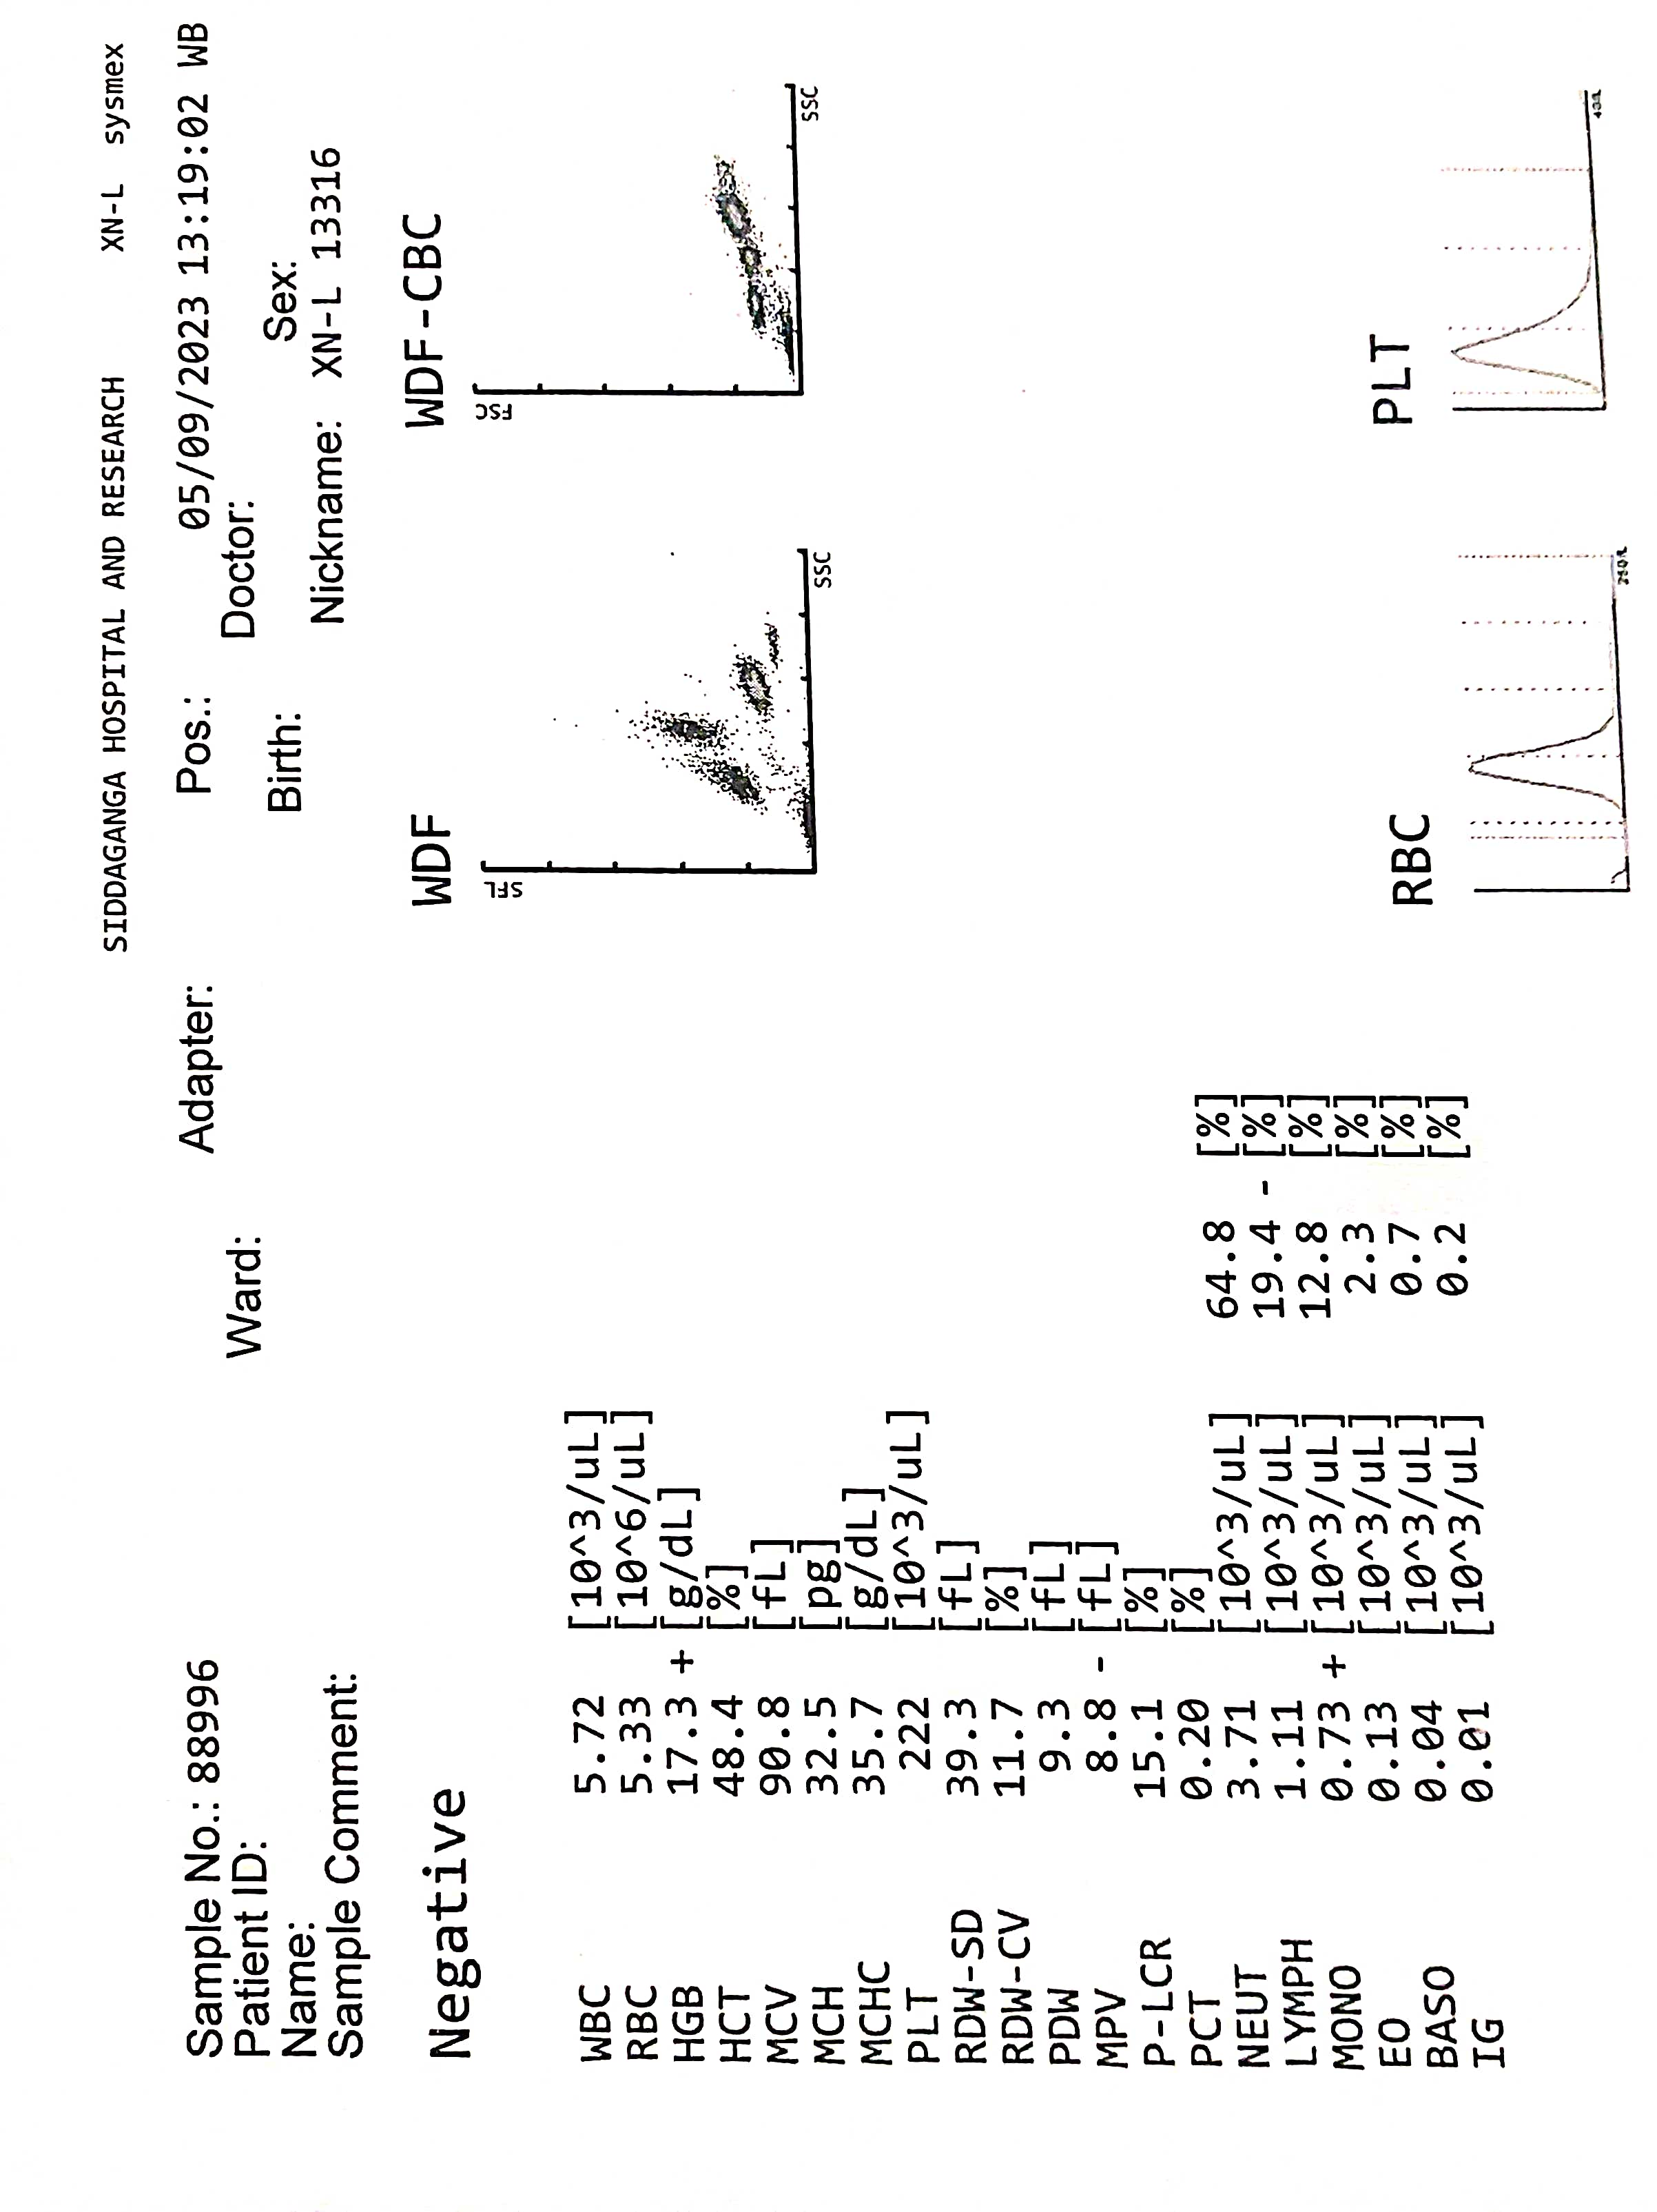 SIDDAGANGA HOSPITAL AND RESEARCH XN-L sysmex
Sample No.: 88996 Adapter: Pos.: 05/09/2023 13:19:02 WB
Patient ID: Ward: Doctor:
Name: Birth: Sex:
Sample Comment: Nickname: XN-L 13316
Negative
WDF WDF-CBC
SFL FSC
SSC SSC
WBC 5.72 [10^3/uL]
RBC 5.33 [10^6/uL]
HGB 17.3 + [g/dL]
HCT 48.4 [%]
MCV 90.8 [fL]
MCH 32.5 [pg]
MCHC 35.7 [g/dL]
PLT 222 [10^3/uL]
RDW-SD 39.3 [fL]
RDW-CV 11.7 [%]
PDW 9.3 [fL]
MPV 8.8 - [fL]
P-LCR 15.1 [%]
PCT 0.20 [%]
NEUT 3.71 [10^3/uL] 64.8 [%]
LYMPH 1.11 [10^3/uL] 19.4 - [%]
MONO 0.73 + [10^3/uL] 12.8 [%]
EO 0.13 [10^3/uL] 2.3 [%]
BASO 0.04 [10^3/uL] 0.7 [%]
IG 0.01 [10^3/uL] 0.2 [%]
RBC PLT
250fL